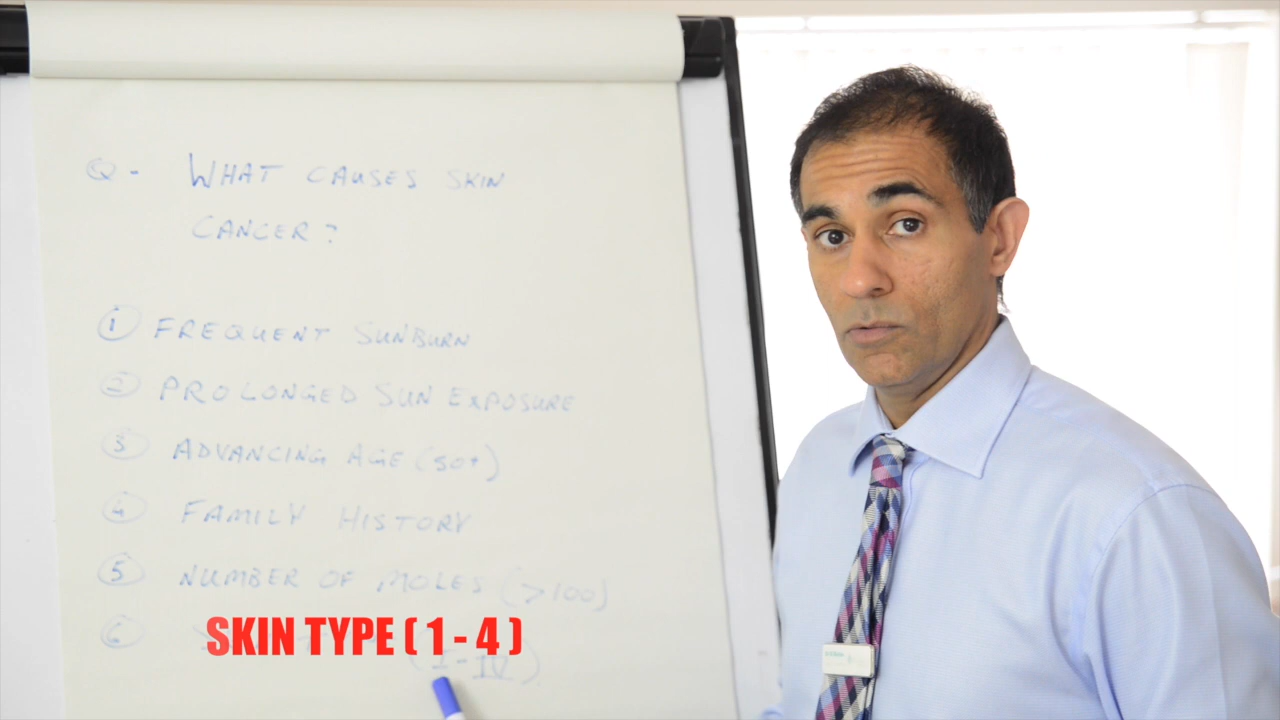 Q - WHAT CAUSES SKIN
CANCER?
1 FREQUENT SUNBURN
2 PROLONGED SUN EXPOSURE
3 ADVANCING AGE (50+)
4 FAMILY HISTORY
5 NUMBER OF MOLES (>100)
6
SKIN TYPE ( 1 - 4 )
(I - IV)